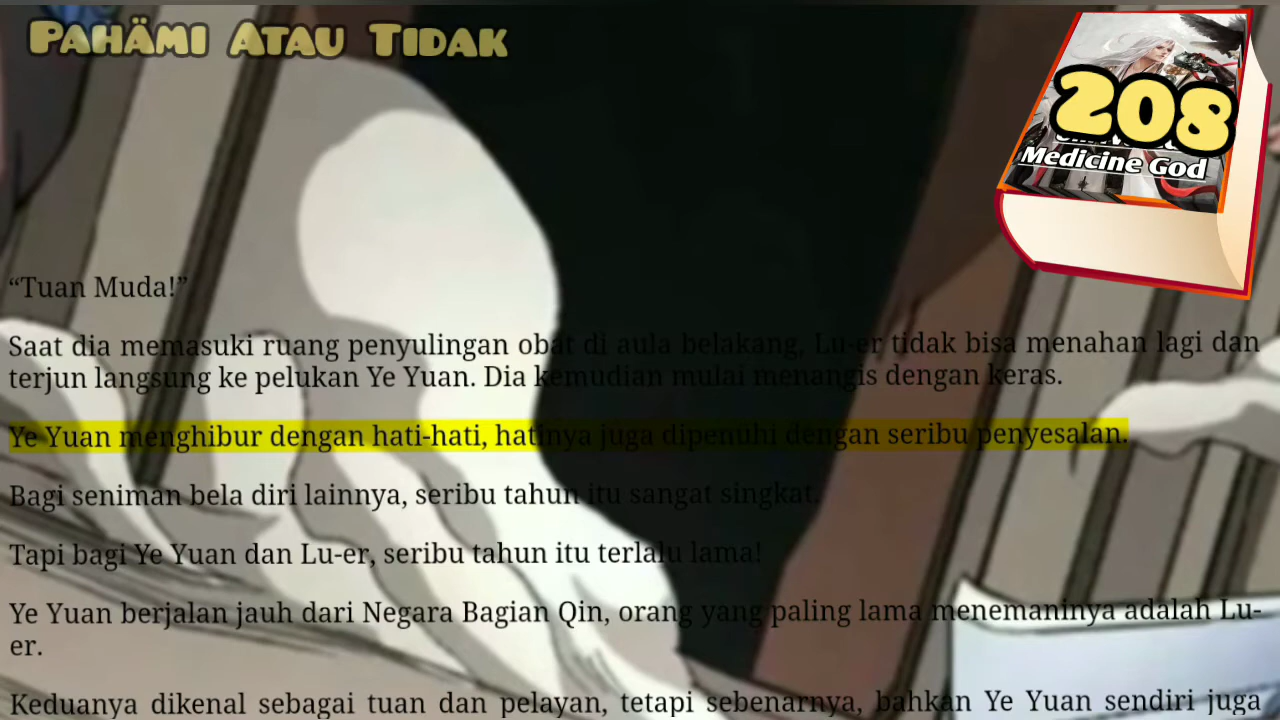 PAHÄMI ATAU TIDAK
208
Medicine God
“Tuan Muda!”
Saat dia memasuki ruang penyulingan obat di aula belakang, Lu-er tidak bisa menahan lagi dan
terjun langsung ke pelukan Ye Yuan. Dia kemudian mulai menangis dengan keras.
Ye Yuan menghibur dengan hati-hati, hatinya juga dipenuhi dengan seribu penyesalan.
Bagi seniman bela diri lainnya, seribu tahun itu sangat singkat.
Tapi bagi Ye Yuan dan Lu-er, seribu tahun itu terlalu lama!
Ye Yuan berjalan jauh dari Negara Bagian Qin, orang yang paling lama menemaninya adalah Lu-
er.
Keduanya dikenal sebagai tuan dan pelayan, tetapi sebenarnya, bahkan Ye Yuan sendiri juga